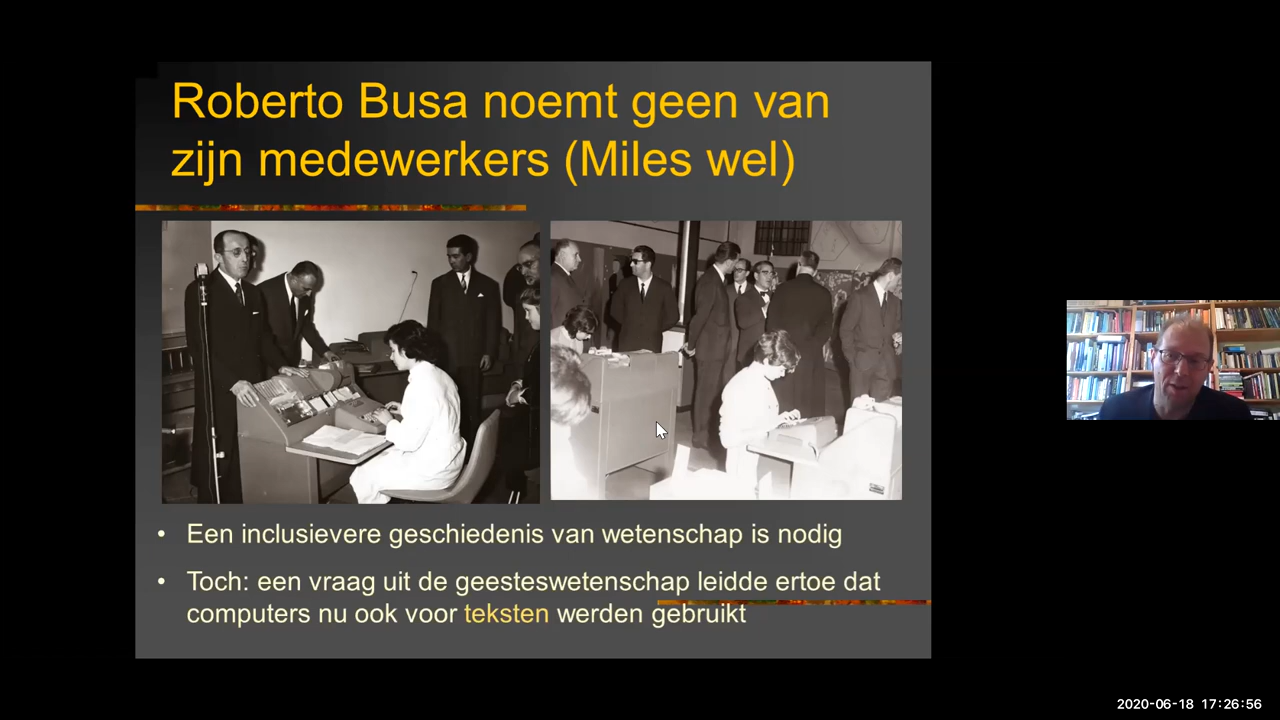 Roberto Busa noemt geen van
zijn medewerkers (Miles wel)
• Een inclusievere geschiedenis van wetenschap is nodig
• Toch: een vraag uit de geesteswetenschap leidde ertoe dat
computers nu ook voor teksten werden gebruikt
2020-06-18 17:26:56